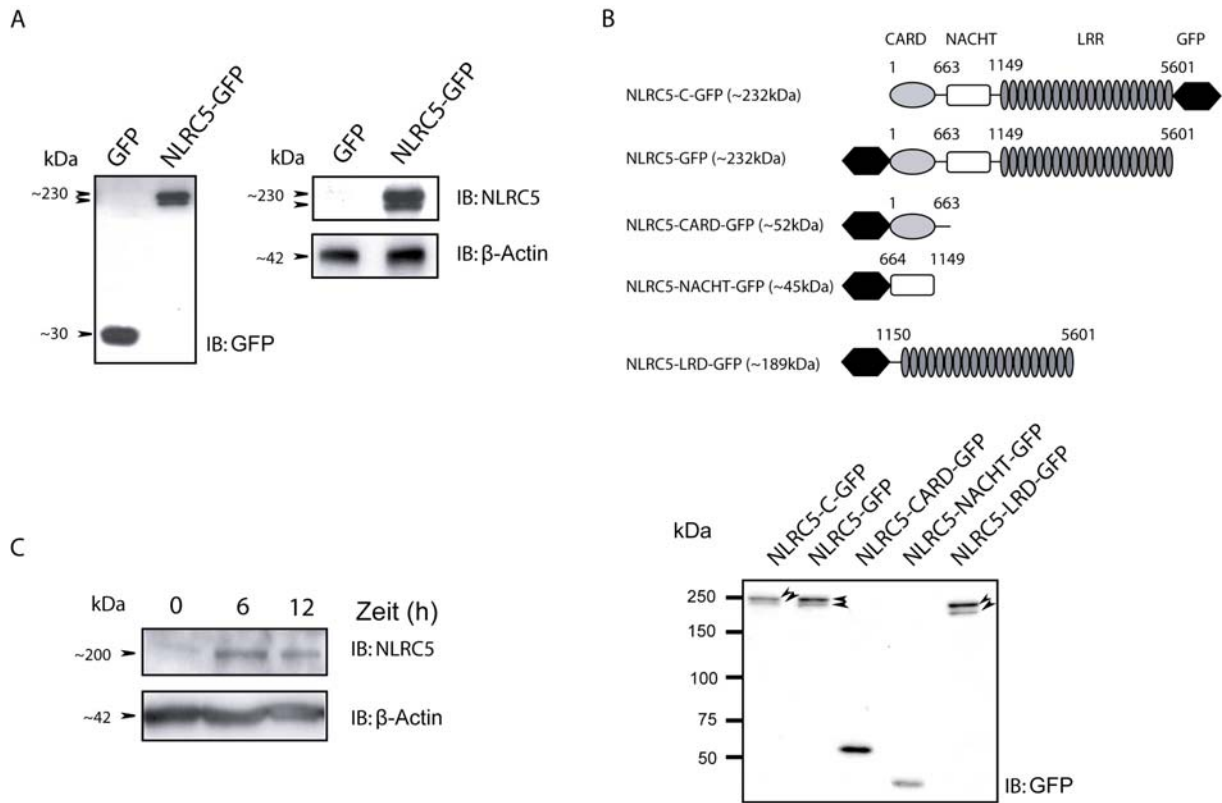 A
kDa
GFP
NLRC5-GFP
~230
~30
IB: GFP
kDa
GFP
NLRC5-GFP
~230
IB: NLRC5
~42
IB: β-Actin
B
CARD NACHT LRR GFP
1 663 1149 5601
NLRC5-C-GFP (~232kDa)
1 663 1149 5601
NLRC5-GFP (~232kDa)
1 663
NLRC5-CARD-GFP (~52kDa)
664 1149
NLRC5-NACHT-GFP (~45kDa)
1150 5601
NLRC5-LRD-GFP (~189kDa)
kDa
NLRC5-C-GFP
NLRC5-GFP
NLRC5-CARD-GFP
NLRC5-NACHT-GFP
NLRC5-LRD-GFP
250
150
100
75
50
IB: GFP
C
kDa 0 6 12 Zeit (h)
~200 IB: NLRC5
~42 IB: β-Actin